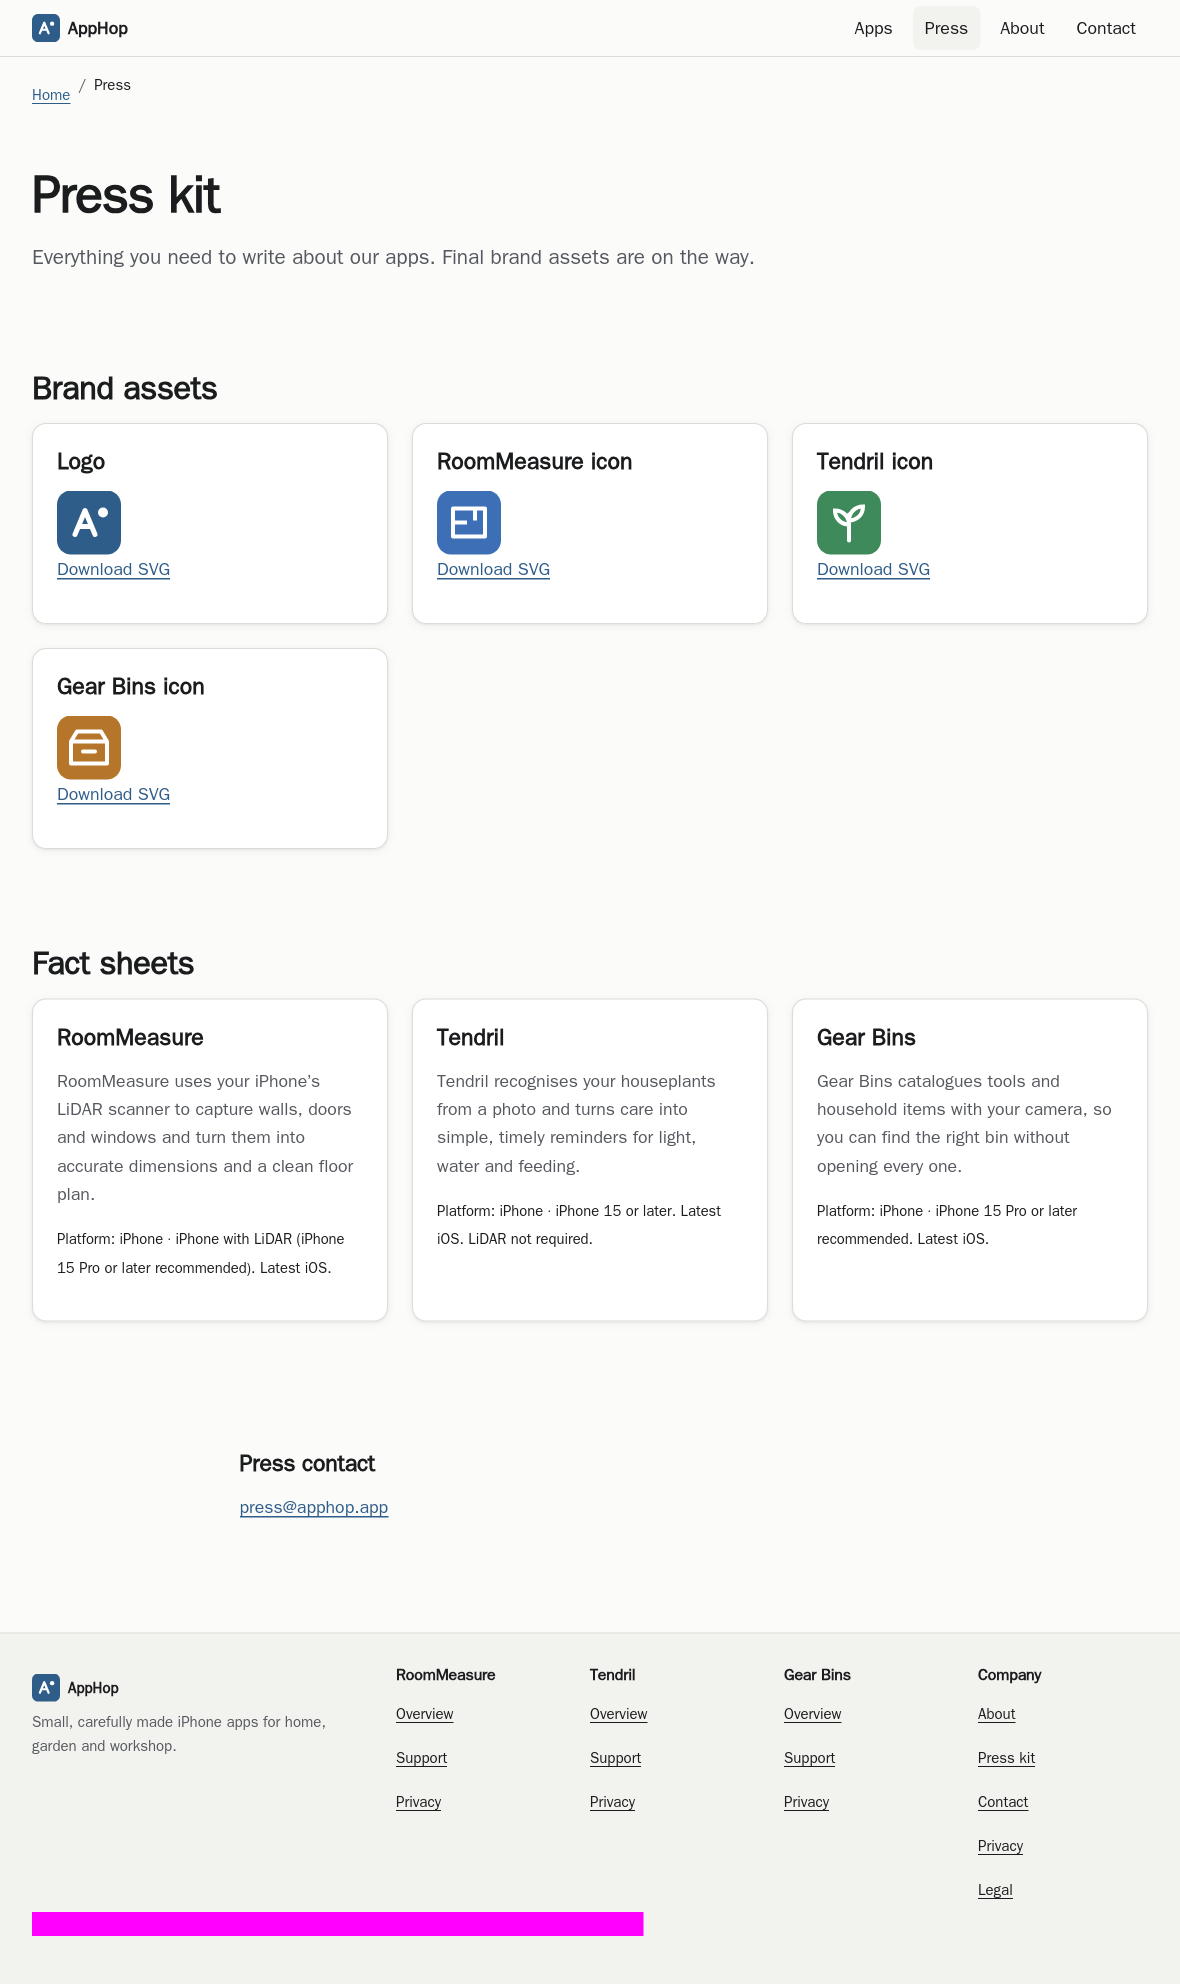 AppHop
Apps
Press
About
Contact
Home / Press
Press kit
Everything you need to write about our apps. Final brand assets are on the way.
Brand assets
Logo
Download SVG
RoomMeasure icon
Download SVG
Tendril icon
Download SVG
Gear Bins icon
Download SVG
Fact sheets
RoomMeasure
RoomMeasure uses your iPhone’s
LiDAR scanner to capture walls, doors
and windows and turn them into
accurate dimensions and a clean floor
plan.
Platform: iPhone · iPhone with LiDAR (iPhone
15 Pro or later recommended). Latest iOS.
Tendril
Tendril recognises your houseplants
from a photo and turns care into
simple, timely reminders for light,
water and feeding.
Platform: iPhone · iPhone 15 or later. Latest
iOS. LiDAR not required.
Gear Bins
Gear Bins catalogues tools and
household items with your camera, so
you can find the right bin without
opening every one.
Platform: iPhone · iPhone 15 Pro or later
recommended. Latest iOS.
Press contact
press@apphop.app
AppHop
Small, carefully made iPhone apps for home,
garden and workshop.
RoomMeasure
Overview
Support
Privacy
Tendril
Overview
Support
Privacy
Gear Bins
Overview
Support
Privacy
Company
About
Press kit
Contact
Privacy
Legal